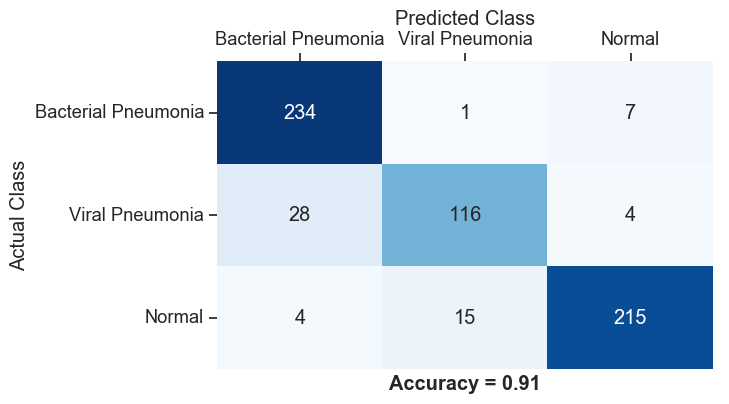 Predicted Class
Bacterial Pneumonia Viral Pneumonia Normal
Actual Class
Bacterial Pneumonia 234 1 7
Viral Pneumonia 28 116 4
Normal 4 15 215
Accuracy = 0.91